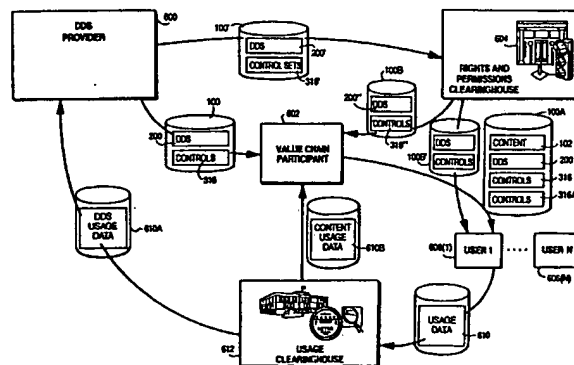 DDS
PROVIDER
600
100'
DDS
200'
CONTROL SETS
316'
604
RIGHTS AND
PERMISSIONS
CLEARINGHOUSE
100B
200"
DDS
CONTROLS
316"
100
200
DDS
CONTROLS
316
602
VALUE CHAIN
PARTICIPANT
DDS
CONTROLS
100A
CONTENT
102
DDS
200
CONTROLS
316
CONTROLS
DDS
USAGE
DATA
610A
CONTENT
USAGE
DATA
610B
606(1)
USER 1
USER N
USAGE
DATA
610
612
USAGE
CLEARINGHOUSE